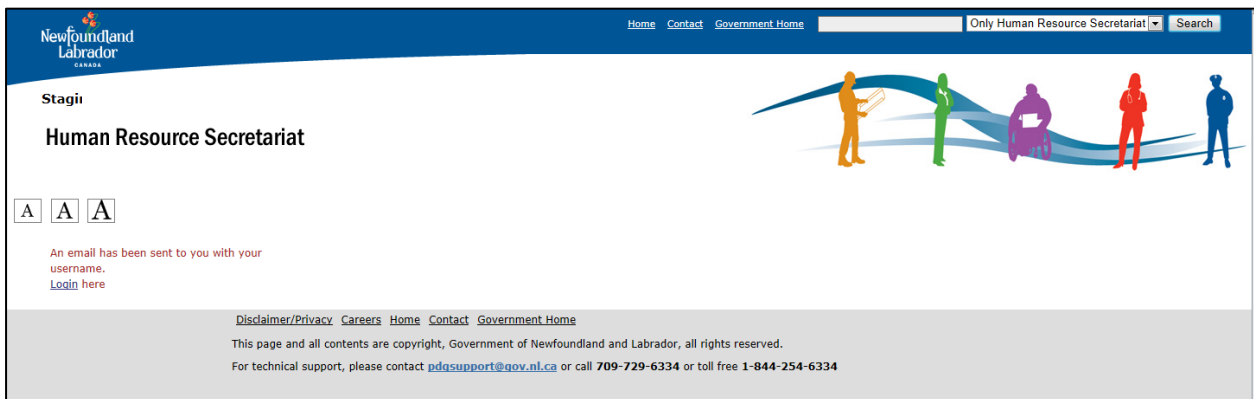 Newfoundland
Labrador
CANADA
Home Contact Government Home Only Human Resource Secretariat Search
Stagii
Human Resource Secretariat
A A A
An email has been sent to you with your
username.
Login here
Disclaimer/Privacy Careers Home Contact Government Home
This page and all contents are copyright, Government of Newfoundland and Labrador, all rights reserved.
For technical support, please contact pdgsupport@gov.nl.ca or call 709-729-6334 or toll free 1-844-254-6334